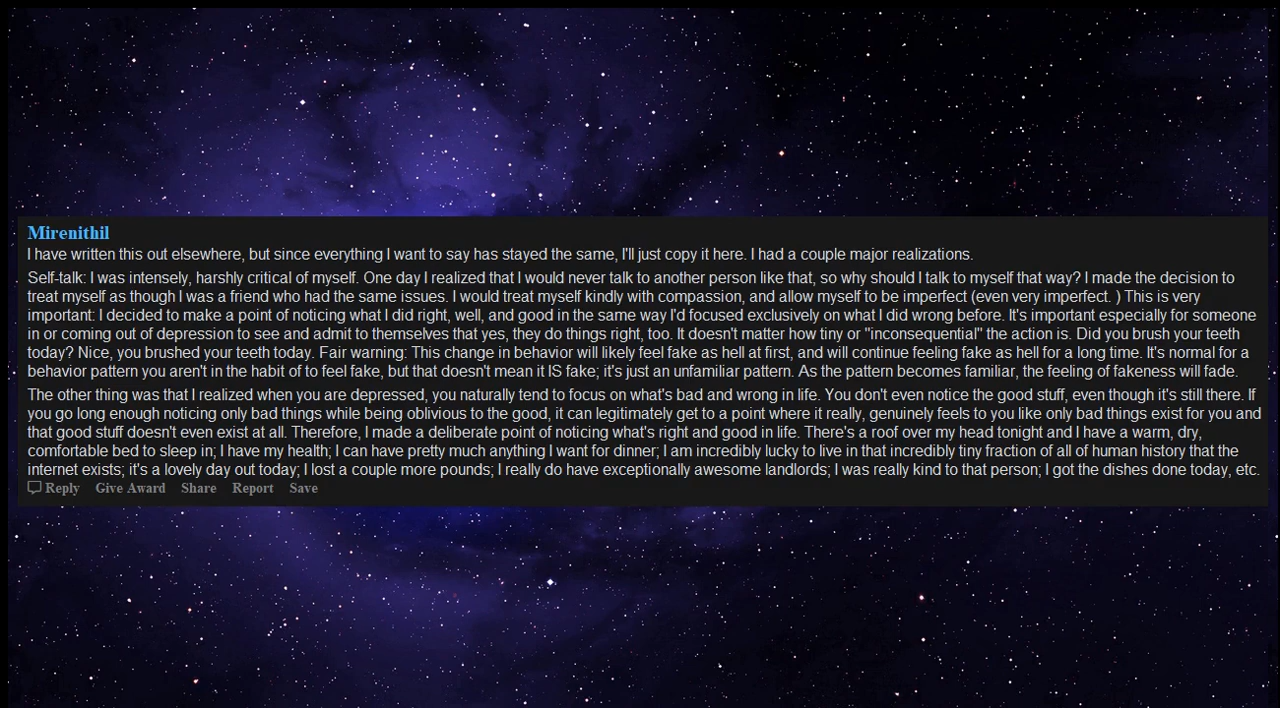 Mirenithil
I have written this out elsewhere, but since everything I want to say has stayed the same, I'll just copy it here. I had a couple major realizations.
Self-talk: I was intensely, harshly critical of myself. One day I realized that I would never talk to another person like that, so why should I talk to myself that way? I made the decision to
treat myself as though I was a friend who had the same issues. I would treat myself kindly with compassion, and allow myself to be imperfect (even very imperfect. ) This is very
important: I decided to make a point of noticing what I did right, well, and good in the same way I'd focused exclusively on what I did wrong before. It's important especially for someone
in or coming out of depression to see and admit to themselves that yes, they do things right, too. It doesn't matter how tiny or "inconsequential" the action is. Did you brush your teeth
today? Nice, you brushed your teeth today. Fair warning: This change in behavior will likely feel fake as hell at first, and will continue feeling fake as hell for a long time. It's normal for a
behavior pattern you aren't in the habit of to feel fake, but that doesn't mean it IS fake; it's just an unfamiliar pattern. As the pattern becomes familiar, the feeling of fakeness will fade.
The other thing was that I realized when you are depressed, you naturally tend to focus on what's bad and wrong in life. You don't even notice the good stuff, even though it's still there. If
you go long enough noticing only bad things while being oblivious to the good, it can legitimately get to a point where it really, genuinely feels to you like only bad things exist for you and
that good stuff doesn't even exist at all. Therefore, I made a deliberate point of noticing what's right and good in life. There's a roof over my head tonight and I have a warm, dry,
comfortable bed to sleep in; I have my health; I can have pretty much anything I want for dinner; I am incredibly lucky to live in that incredibly tiny fraction of all of human history that the
internet exists; it's a lovely day out today; I lost a couple more pounds; I really do have exceptionally awesome landlords; I was really kind to that person; I got the dishes done today, etc.
Reply Give Award Share Report Save